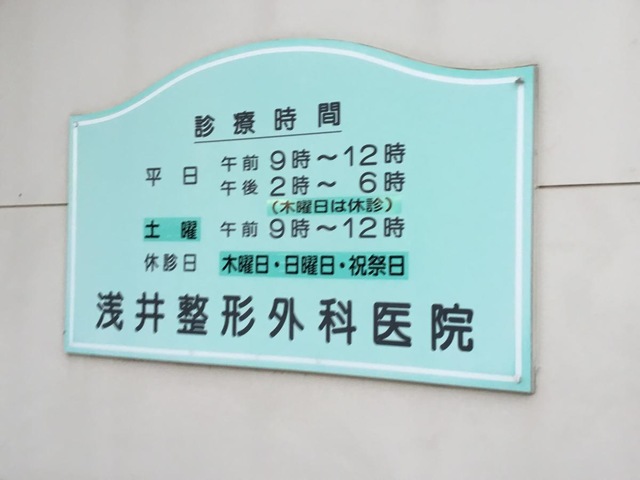 診療時間
平日 午前 9時～12時
午後 2時～ 6時
(木曜日は休診)
土曜 午前 9時～12時
休診日 木曜日・日曜日・祝祭日
浅井整形外科医院